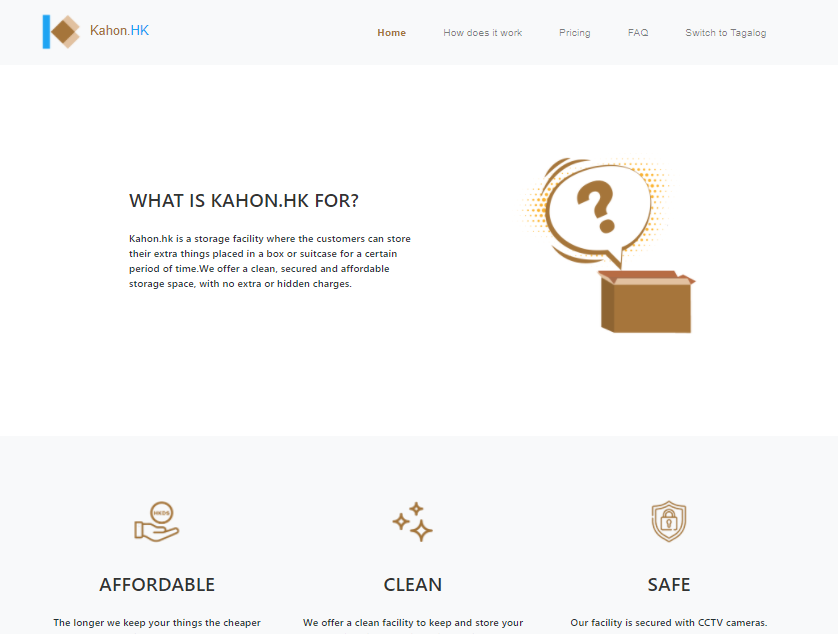 Kahon.HK
Home
How does it work
Pricing
FAQ
Switch to Tagalog
WHAT IS KAHON.HK FOR?
Kahon.hk is a storage facility where the customers can store
their extra things placed in a box or suitcase for a certain
period of time.We offer a clean, secured and affordable
storage space, with no extra or hidden charges.
?
HKD$
AFFORDABLE
CLEAN
SAFE
The longer we keep your things the cheaper
We offer a clean facility to keep and store your
Our facility is secured with CCTV cameras.